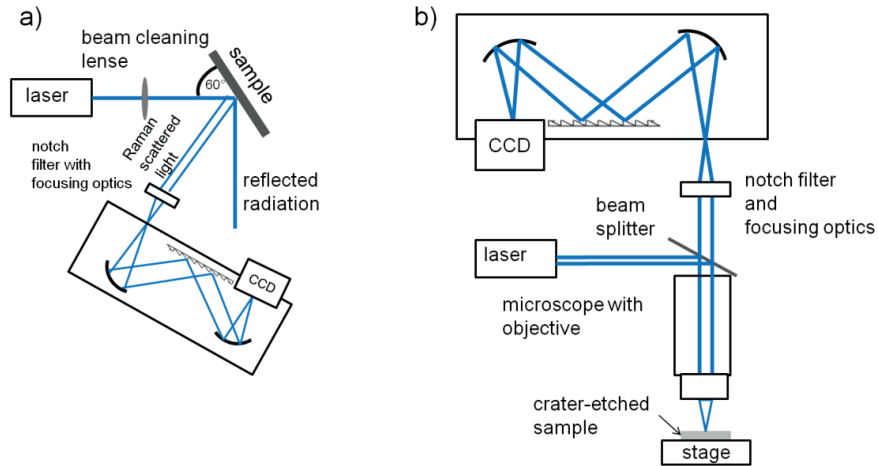 a)
beam cleaning
lense
sample
60°
laser
Raman
scattered
light
notch
filter with
focusing optics
reflected
radiation
CCD
b)
CCD
notch filter
and
focusing optics
beam
splitter
laser
microscope with
objective
crater-etched
sample
stage